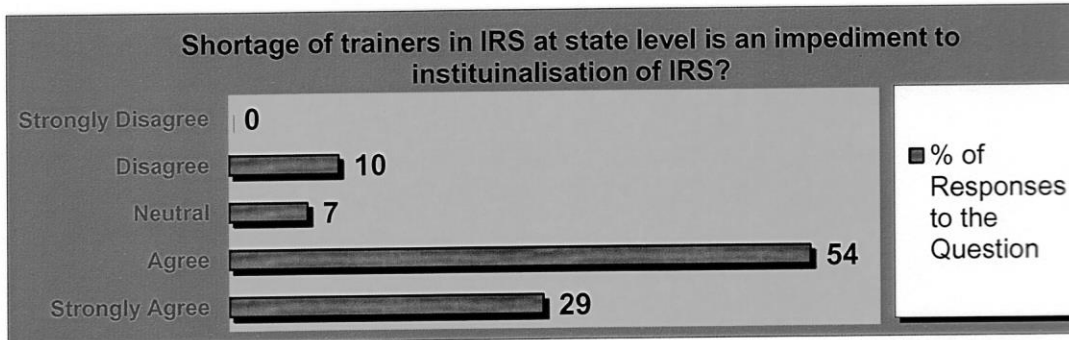 Shortage of trainers in IRS at state level is an impediment to
instituinalisation of IRS?
Strongly Disagree 0
Disagree 10
Neutral 7
Agree 54
Strongly Agree 29
% of
Responses
to the
Question